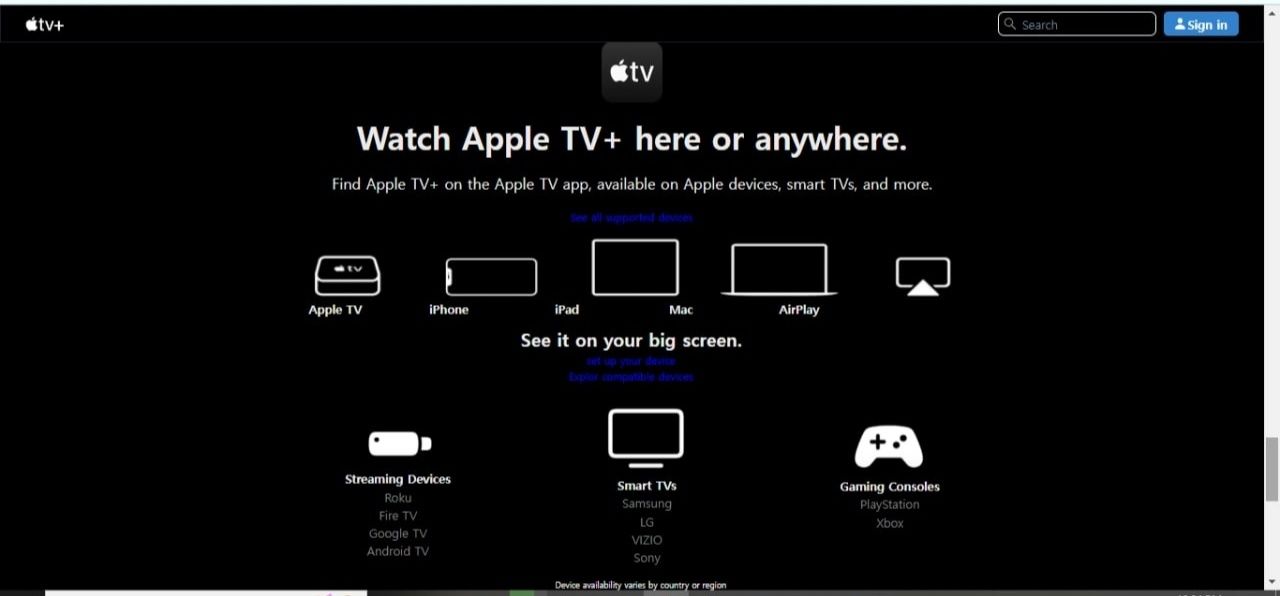 tv+
Search
Sign in
tv
Watch Apple TV+ here or anywhere.
Find Apple TV+ on the Apple TV app, available on Apple devices, smart TVs, and more.
See all supported devices
tv
Apple TV iPhone iPad Mac AirPlay
See it on your big screen.
set up your device
Explor compatible devices
Streaming Devices
Roku
Fire TV
Google TV
Android TV
Smart TVs
Samsung
LG
VIZIO
Sony
Gaming Consoles
PlayStation
Xbox
Device availability varies by country or region